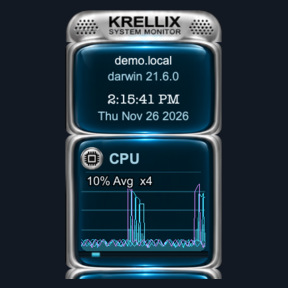 KRELLIX
SYSTEM MONITOR
demo.local
darwin 21.6.0
2:15:41 PM
Thu Nov 26 2026
CPU
10% Avg x4